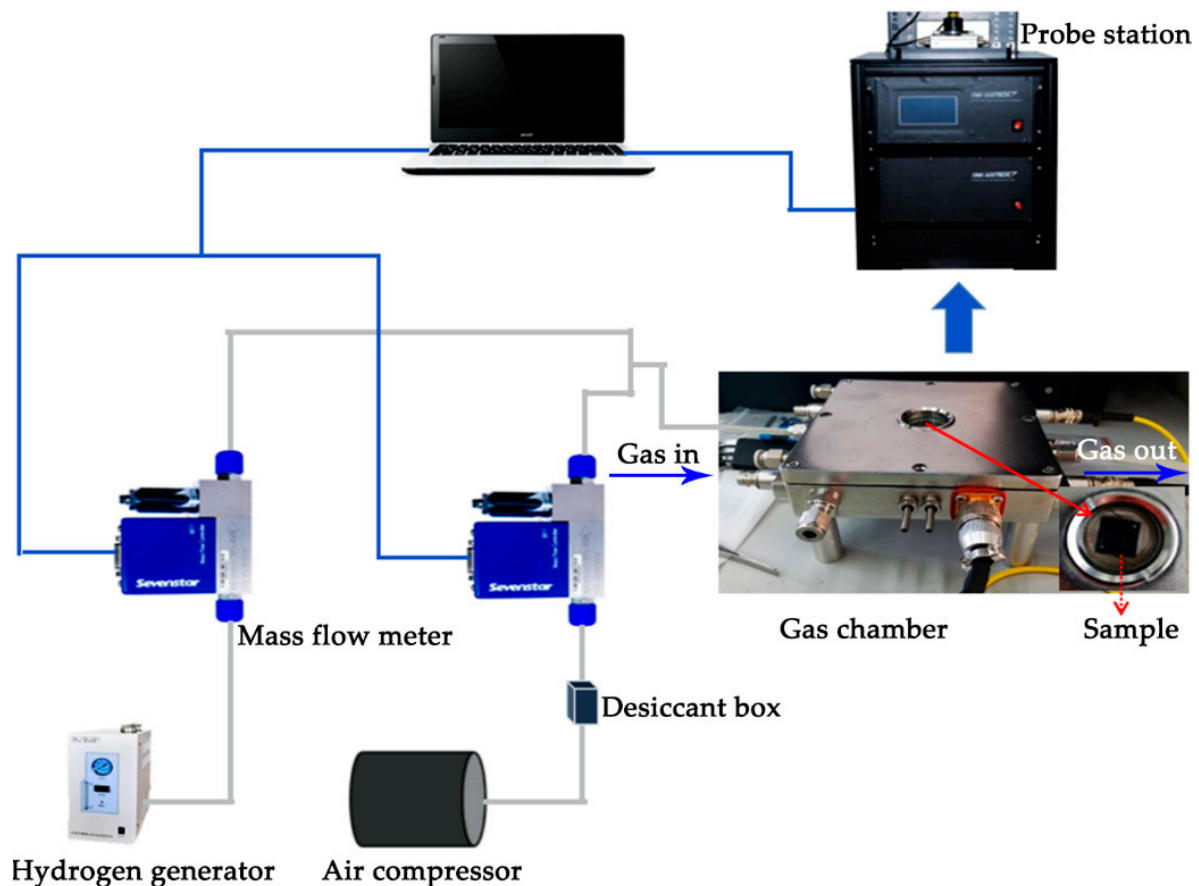 Probe station
acer
Gas in
Gas out
Sevenstar
Sevenstar
Mass flow meter
Gas chamber
Sample
Desiccant box
Hydrogen generator
Air compressor